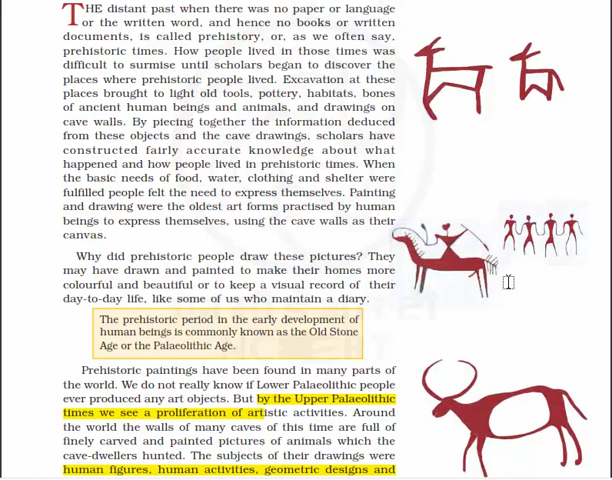 THE distant past when there was no paper or language
or the written word, and hence no books or written
documents, is called prehistory, or, as we often say,
prehistoric times. How people lived in those times was
difficult to surmise until scholars began to discover the
places where prehistoric people lived. Excavation at these
places brought to light old tools, pottery, habitats, bones
of ancient human beings and animals, and drawings on
cave walls. By piecing together the information deduced
from these objects and the cave drawings, scholars have
constructed fairly accurate knowledge about what
happened and how people lived in prehistoric times. When
the basic needs of food, water, clothing and shelter were
fulfilled people felt the need to express themselves. Painting
and drawing were the oldest art forms practised by human
beings to express themselves, using the cave walls as their
canvas.
Why did prehistoric people draw these pictures? They
may have drawn and painted to make their homes more
colourful and beautiful or to keep a visual record of their
day-to-day life, like some of us who maintain a diary.
The prehistoric period in the early development of
human beings is commonly known as the Old Stone
Age or the Palaeolithic Age.
Prehistoric paintings have been found in many parts of
the world. We do not really know if Lower Palaeolithic people
ever produced any art objects. But by the Upper Palaeolithic
times we see a proliferation of artistic activities. Around
the world the walls of many caves of this time are full of
finely carved and painted pictures of animals which the
cave-dwellers hunted. The subjects of their drawings were
human figures, human activities, geometric designs and